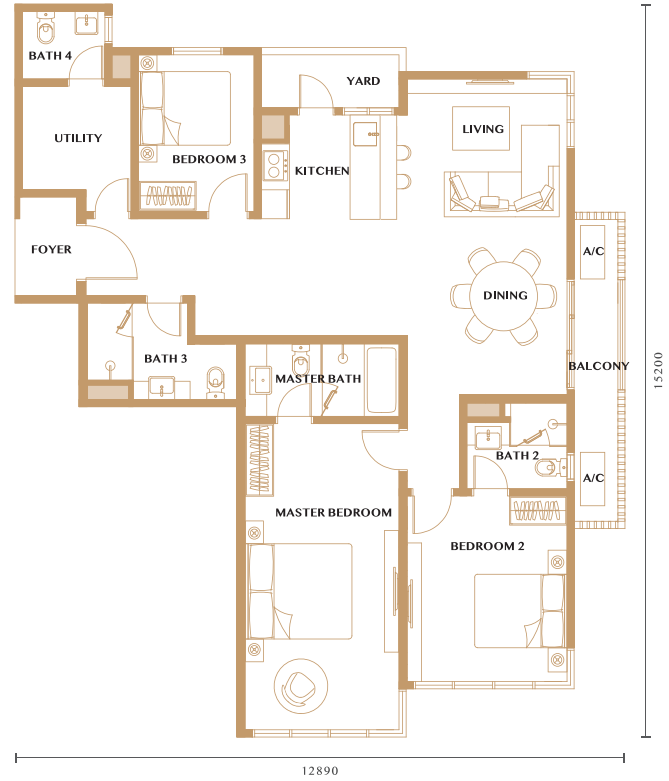 BATH 4
YARD
UTILITY
LIVING
BEDROOM 3
KITCHEN
FOYER
A/C
DINING
BATH 3
MASTER BATH
BALCONY
15200
BATH 2
A/C
MASTER BEDROOM
BEDROOM 2
12890